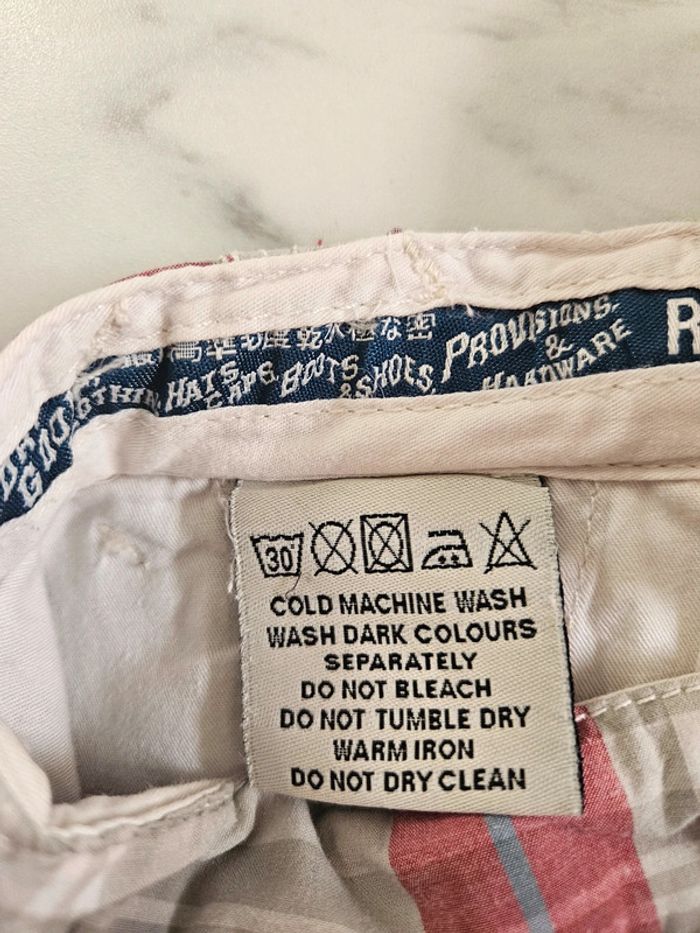 HATS, CAPS,
BOOTS & SHOES,
PROVISIONS
& HARDWARE
R
30
COLD MACHINE WASH
WASH DARK COLOURS
SEPARATELY
DO NOT BLEACH
DO NOT TUMBLE DRY
WARM IRON
DO NOT DRY CLEAN